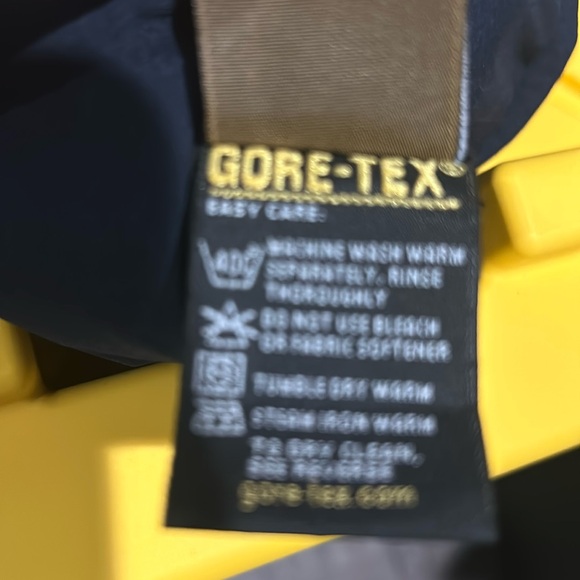 GORE-TEX®
EASY CARE:
40
MACHINE WASH WARM
SEPARATELY, RINSE
THOROUGHLY
DO NOT USE BLEACH
OR FABRIC SOFTENER
TUMBLE DRY WARM
STEAM IRON WARM
TO DRY CLEAN,
SEE REVERSE
gore-tex.com